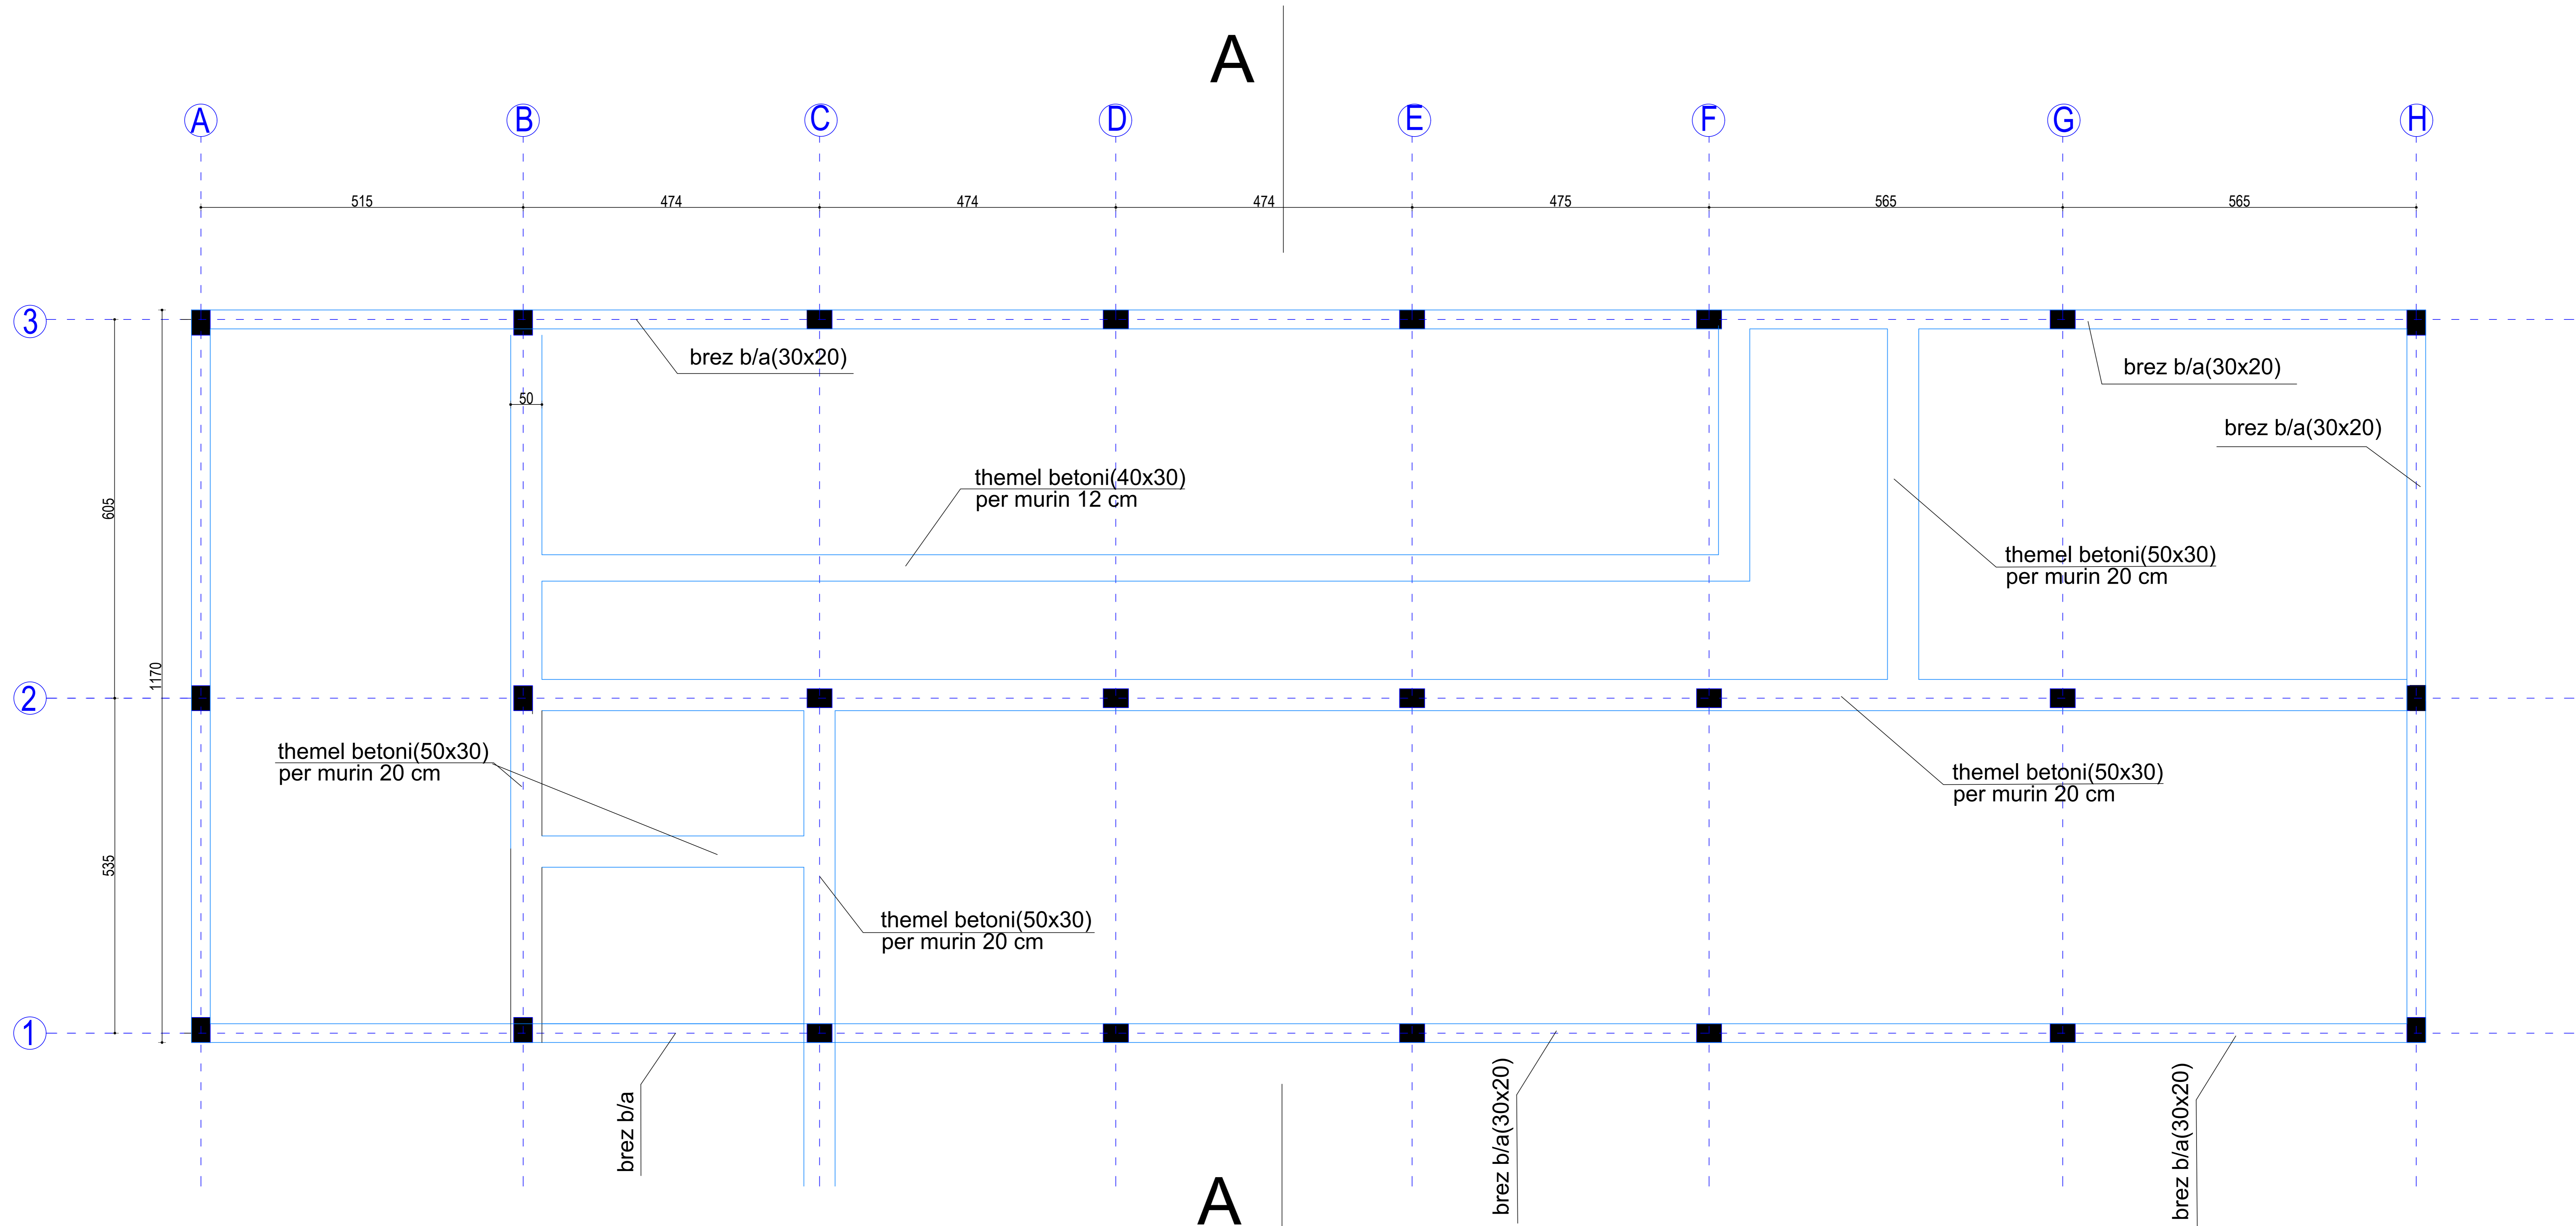 A
A
B
C
D
E
F
G
H
515
474
474
474
475
565
565
3
brez b/a(30x20)
brez b/a(30x20)
50
brez b/a(30x20)
themel betoni(40x30)
per murin 12 cm
605
themel betoni(50x30)
per murin 20 cm
1170
2
themel betoni(50x30)
per murin 20 cm
themel betoni(50x30)
per murin 20 cm
535
themel betoni(50x30)
per murin 20 cm
1
brez b/a
brez b/a(30x20)
brez b/a(30x20)
A